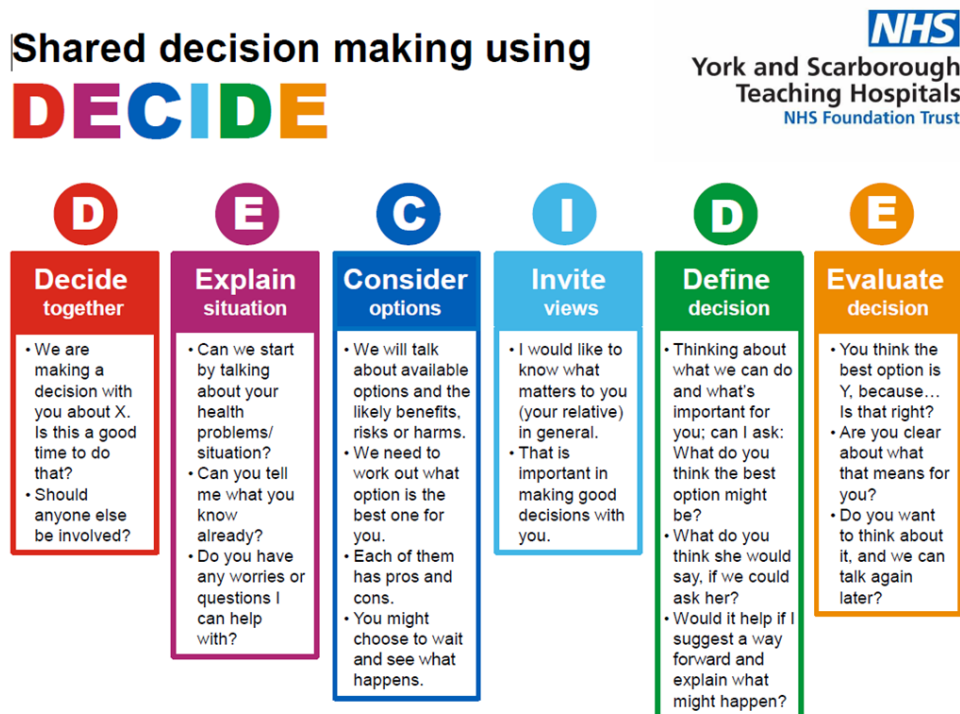 Shared decision making using
DECIDE
NHS
York and Scarborough
Teaching Hospitals
NHS Foundation Trust
D
Decide
together
• We are
making a
decision with
you about X.
Is this a good
time to do
that?
• Should
anyone else
be involved?
E
Explain
situation
• Can we start
by talking
about your
health
problems/
situation?
• Can you tell
me what you
know
already?
• Do you have
any worries or
questions I
can help
with?
C
Consider
options
• We will talk
about available
options and the
likely benefits,
risks or harms.
• We need to
work out what
option is the
best one for
you.
• Each of them
has pros and
cons.
• You might
choose to wait
and see what
happens.
I
Invite
views
• I would like to
know what
matters to you
(your relative)
in general.
• That is
important in
making good
decisions with
you.
D
Define
decision
• Thinking about
what we can do
and what's
important for
you; can I ask:
What do you
think the best
option might
be?
• What do you
think she would
say, if we could
ask her?
• Would it help if I
suggest a way
forward and
explain what
might happen?
E
Evaluate
decision
• You think the
best option is
Y, because…
Is that right?
• Are you clear
about what
that means for
you?
• Do you want
to think about
it, and we can
talk again
later?